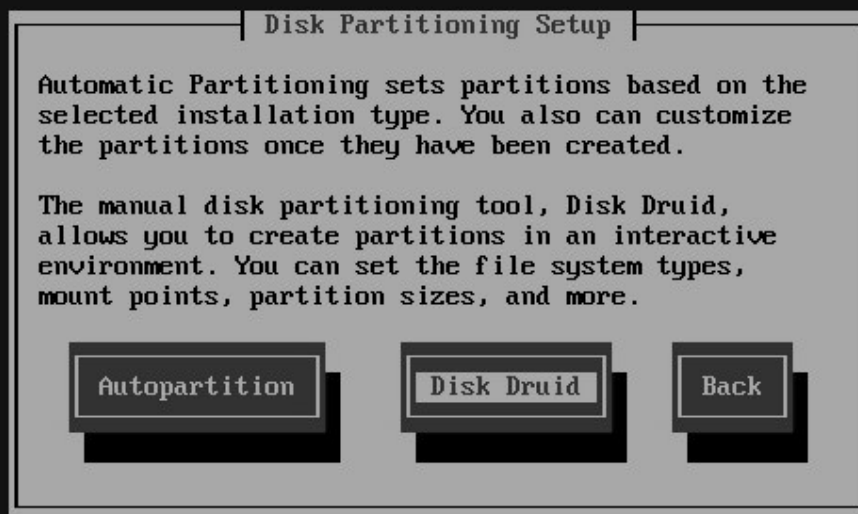 Disk Partitioning Setup
Automatic Partitioning sets partitions based on the
selected installation type. You also can customize
the partitions once they have been created.
The manual disk partitioning tool, Disk Druid,
allows you to create partitions in an interactive
environment. You can set the file system types,
mount points, partition sizes, and more.
Autopartition Disk Druid Back